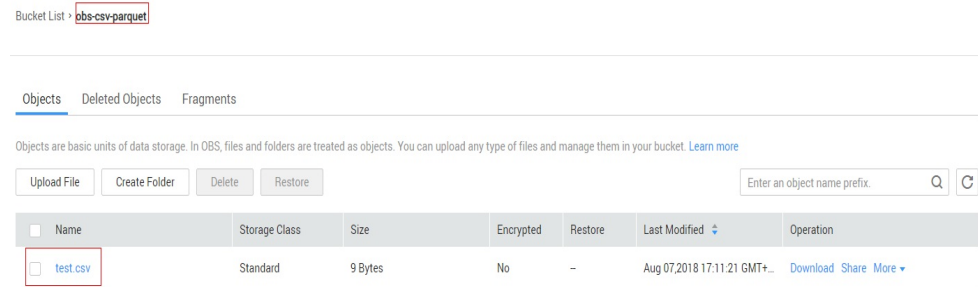 Bucket List › obs-csv-parquet
Objects Deleted Objects Fragments
Objects are basic units of data storage. In OBS, files and folders are treated as objects. You can upload any type of files and manage them in your bucket. Learn more
Upload File Create Folder Delete Restore Enter an object name prefix.
Name Storage Class Size Encrypted Restore Last Modified Operation
test.csv Standard 9 Bytes No -- Aug 07,2018 17:11:21 GMT+... Download Share More